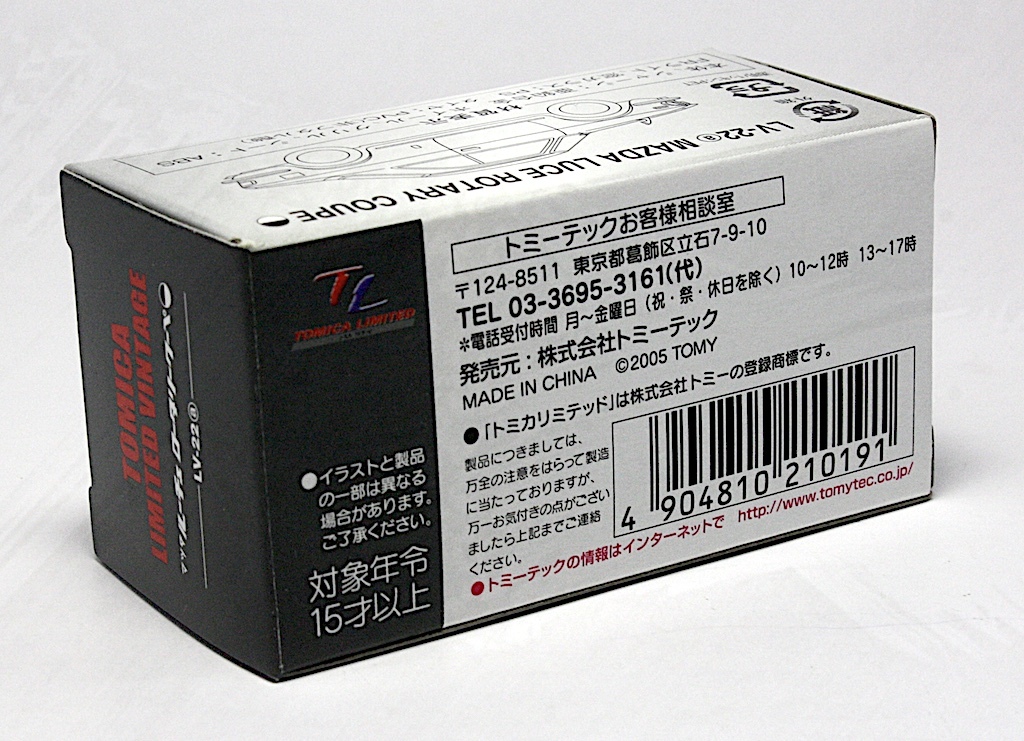 LV-22ⓐ MAZDA LUCE ROTARY COUPE
TOMICA
LIMITED VINTAGE
LV-22ⓐ
TL
TOMICA LIMITED
●イラストと製品
の一部は異なる
場合があります。
ご了承ください。
対象年令
15才以上
トミーテックお客様相談室
〒124-8511 東京都葛飾区立石7-9-10
TEL 03-3695-3161(代)
*電話受付時間 月〜金曜日（祝・祭・休日を除く）10〜12時 13〜17時
発売元：株式会社トミーテック
MADE IN CHINA ©2005 TOMY
●「トミカリミテッド」は株式会社トミーの登録商標です。
製品につきましては、
万全の注意をはらって製造
に当たっておりますが、
万一お気付きの点がござい
ましたら上記までご連絡
ください。
4 904810 210191
●トミーテックの情報はインターネットで http://www.tomytec.co.jp/